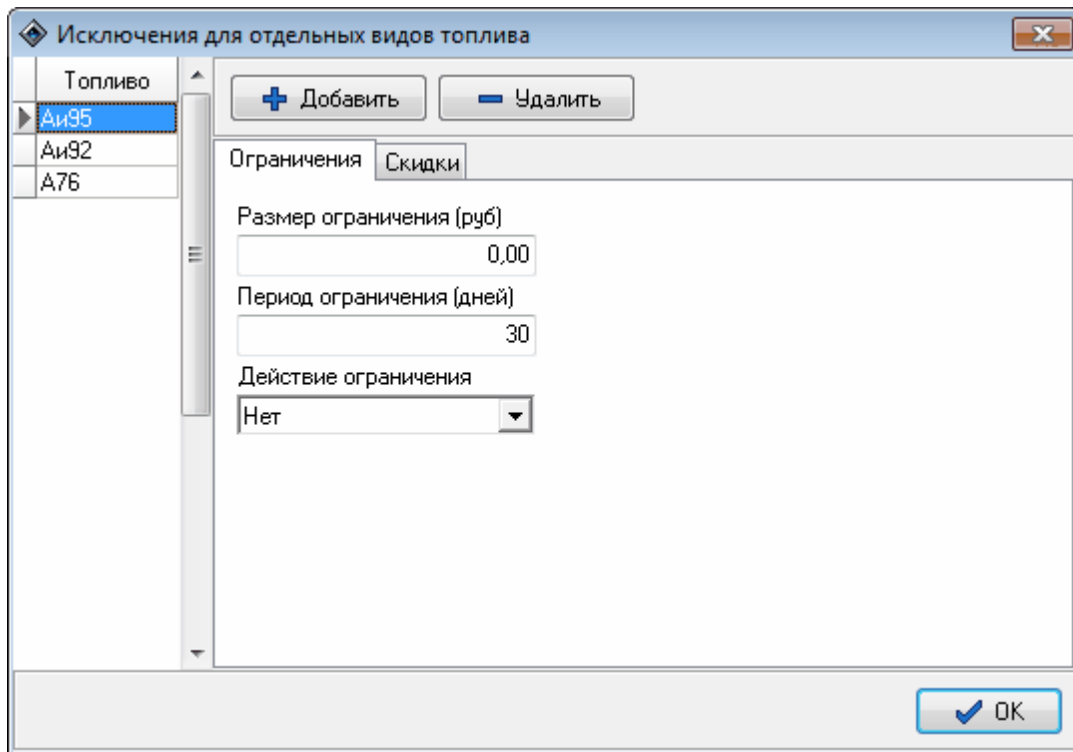 Исключения для отдельных видов топлива
Топливо
Аи95
Аи92
А76
Добавить
Удалить
Ограничения
Скидки
Размер ограничения (руб)
0,00
Период ограничения (дней)
30
Действие ограничения
Нет
OK